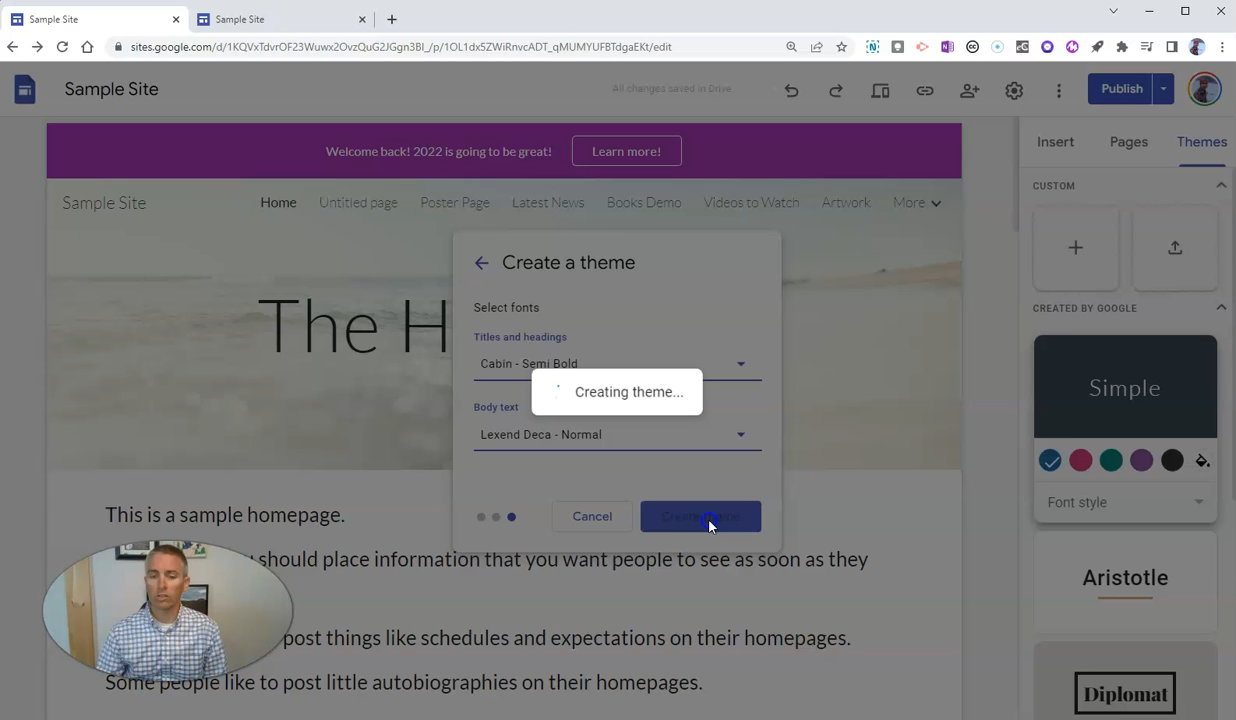 Sample Site
Sample Site
sites.google.com/d/1KQVxTdvrOF23Wuwx2OvzQuG2JGgn3BI_/p/1OL1dx5ZWiRnvcADT_qMUMYUFBTdgaEKt/edit
Sample Site
All changes saved in Drive
Publish
Welcome back! 2022 is going to be great!
Learn more!
Insert
Pages
Themes
Sample Site
Home
Untitled page
Poster Page
Latest News
Books Demo
Videos to Watch
Artwork
More
CUSTOM
Create a theme
Select fonts
Titles and headings
Cabin - Semi Bold
Creating theme...
Body text
Lexend Deca - Normal
Cancel
The H
CREATED BY GOOGLE
Simple
Font style
Aristotle
Diplomat
This is a sample homepage.
should place information that you want people to see as soon as they
post things like schedules and expectations on their homepages.
Some people like to post little autobiographies on their homepages.